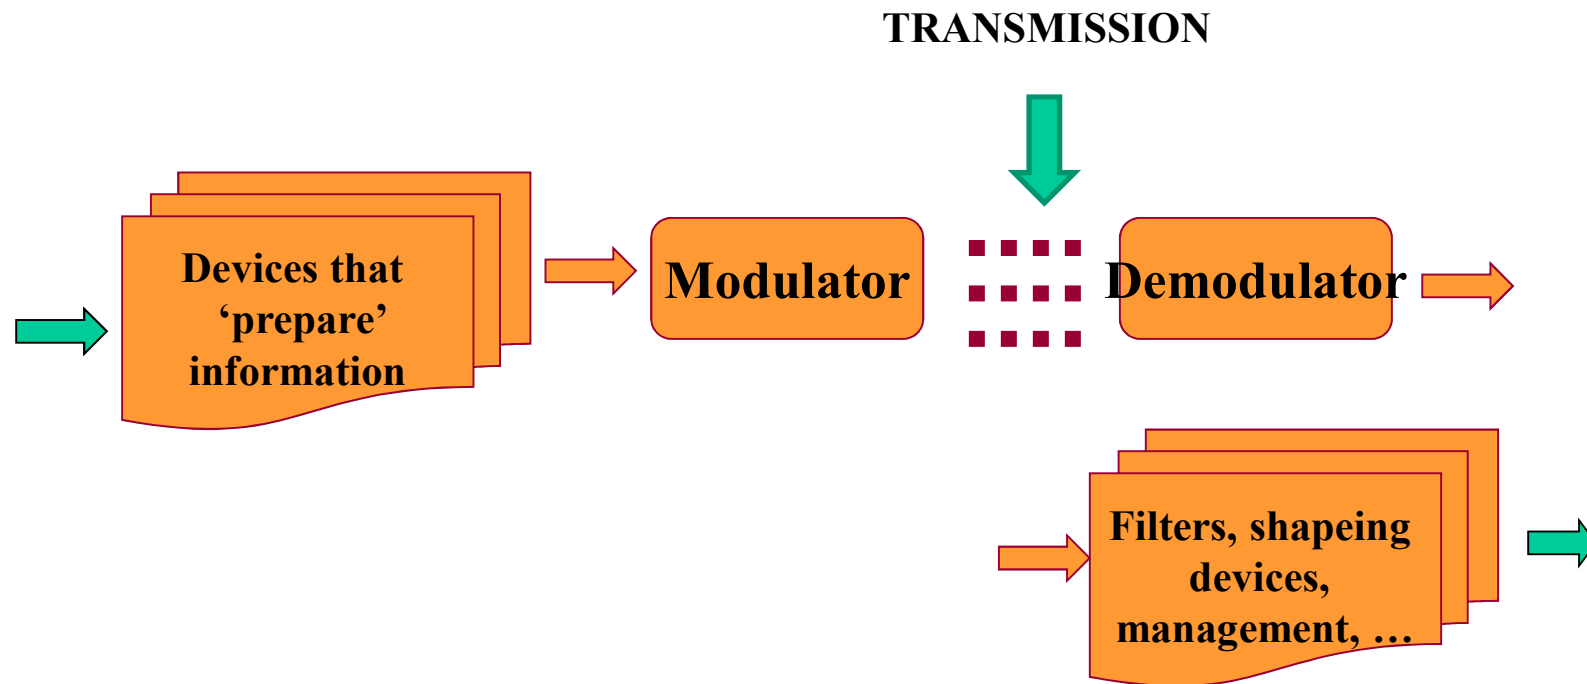 TRANSMISSION
Devices that
‘prepare’
information
Modulator
Demodulator
Filters, shapeing
devices,
management, …